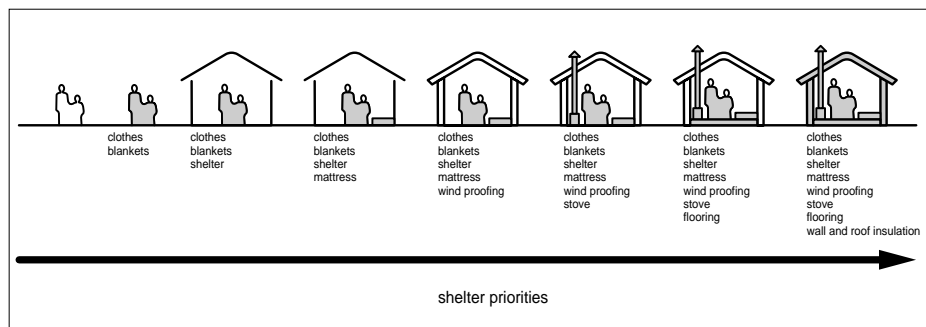 clothes
blankets
clothes
blankets
shelter
clothes
blankets
shelter
mattress
clothes
blankets
shelter
mattress
wind proofing
clothes
blankets
shelter
mattress
wind proofing
stove
clothes
blankets
shelter
mattress
wind proofing
stove
flooring
clothes
blankets
shelter
mattress
wind proofing
stove
flooring
wall and roof insulation
shelter priorities